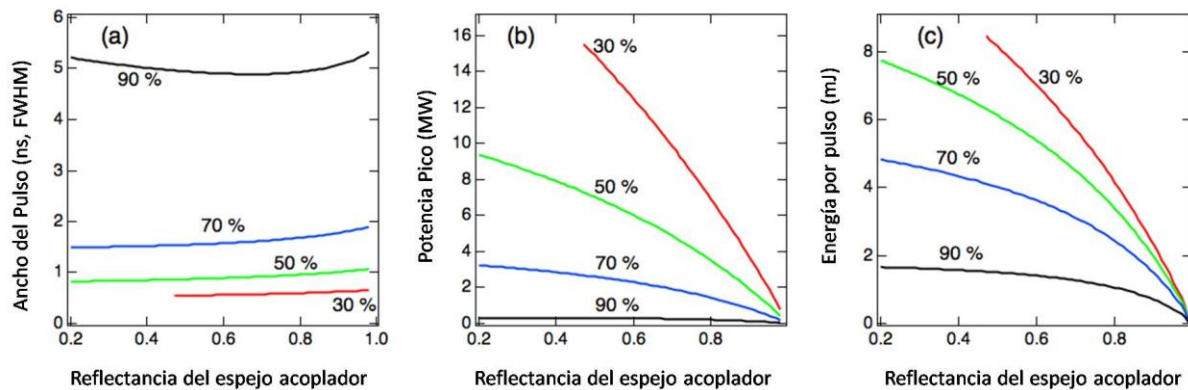 (a)
Ancho del Pulso (ns, FWHM)
6
5
4
3
2
1
0
90 %
70 %
50 %
30 %
0.2 0.4 0.6 0.8 1.0
Reflectancia del espejo acoplador
(b)
Potencia Pico (MW)
16
14
12
10
8
6
4
2
0
30 %
50 %
70 %
90 %
0.2 0.4 0.6 0.8
Reflectancia del espejo acoplador
(c)
Energía por pulso (mJ)
8
6
4
2
0
30 %
50 %
70 %
90 %
0.2 0.4 0.6 0.8
Reflectancia del espejo acoplador